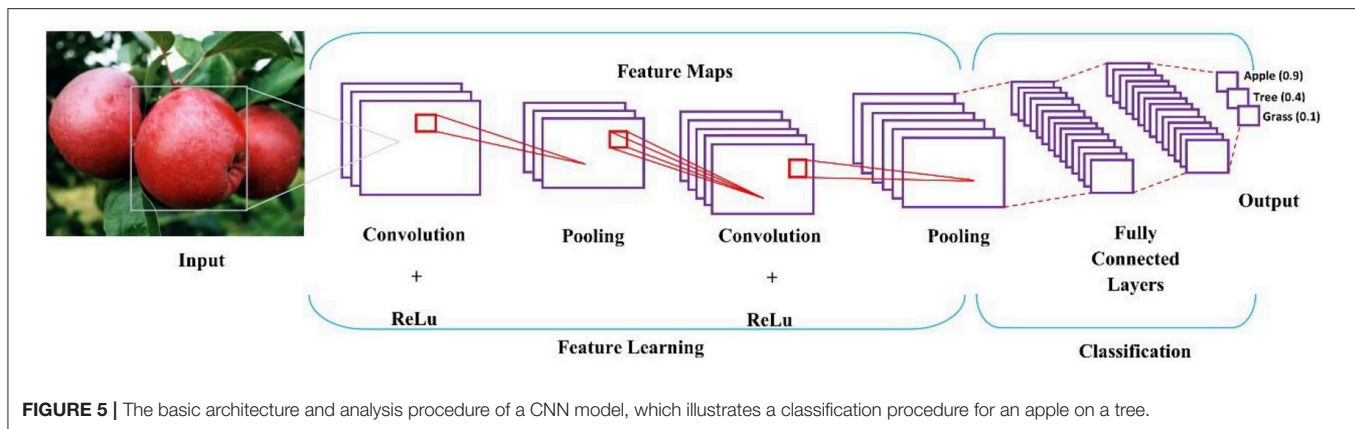 Feature Maps
Apple (0.9)
Tree (0.4)
Grass (0.1)
Input
Convolution
+
ReLu
Pooling
Convolution
+
ReLu
Pooling
Fully
Connected
Layers
Output
Feature Learning
Classification
FIGURE 5 | The basic architecture and analysis procedure of a CNN model, which illustrates a classification procedure for an apple on a tree.